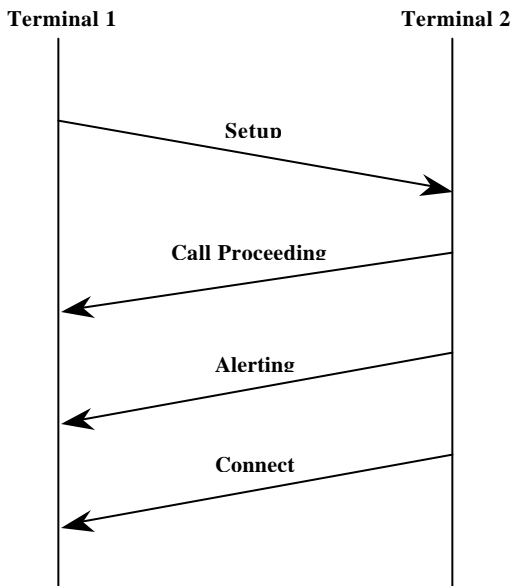 Terminal 1 Terminal 2
Setup
Call Proceeding
Alerting
Connect